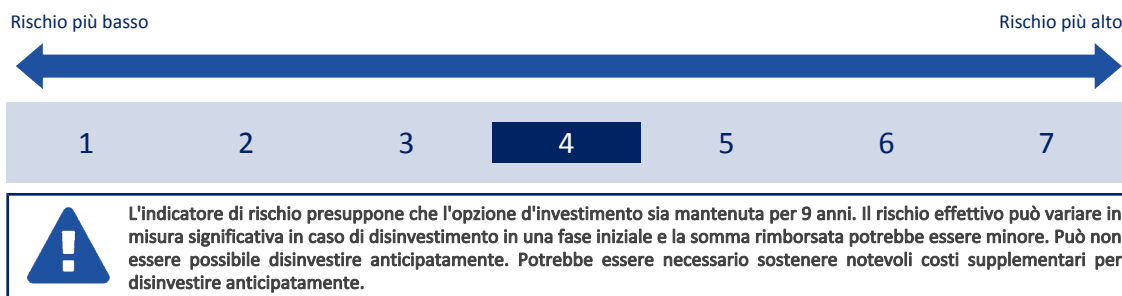 Rischio più basso Rischio più alto
1 2 3 4 5 6 7
L'indicatore di rischio presuppone che l'opzione d'investimento sia mantenuta per 9 anni. Il rischio effettivo può variare in
misura significativa in caso di disinvestimento in una fase iniziale e la somma rimborsata potrebbe essere minore. Può non
essere possibile disinvestire anticipatamente. Potrebbe essere necessario sostenere notevoli costi supplementari per
disinvestire anticipatamente.